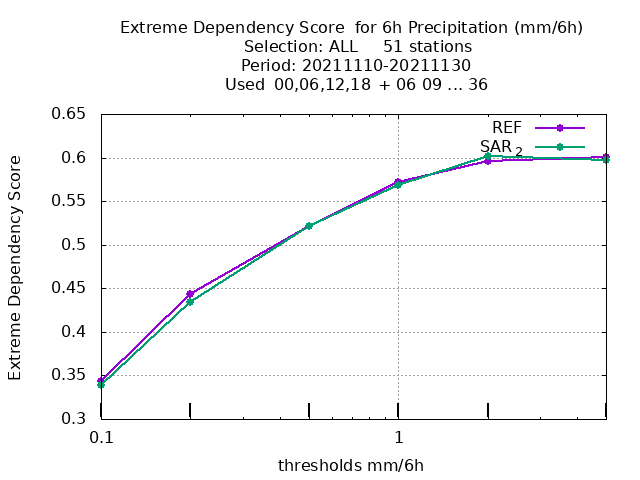 Extreme Dependency Score  for 6h Precipitation (mm/6h)
Selection: ALL     51 stations
Period: 20211110-20211130
Used  00,06,12,18  + 06 09 ... 36
REF
SAR 2
Extreme Dependency Score
0.65
0.6
0.55
0.5
0.45
0.4
0.35
0.3
0.1
1
thresholds mm/6h